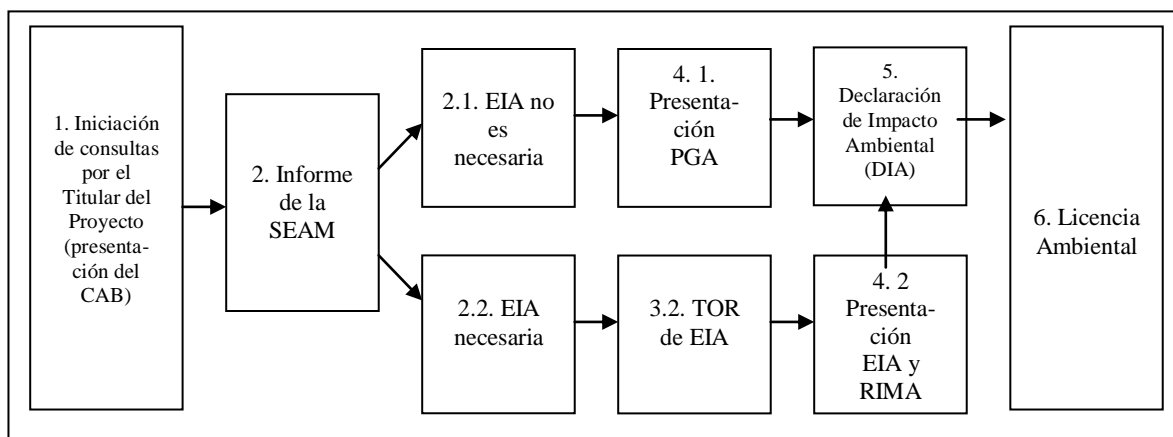 1. Iniciación
de consultas
por el
Titular del
Proyecto
(presenta-
ción del
CAB)
2. Informe
de la
SEAM
2.1. EIA no
es
necesaria
4. 1.
Presenta-
ción
PGA
5.
Declaración
de Impacto
Ambiental
(DIA)
2.2. EIA
necesaria
3.2. TOR
de EIA
4. 2
Presenta-
ción
EIA y
RIMA
6. Licencia
Ambiental